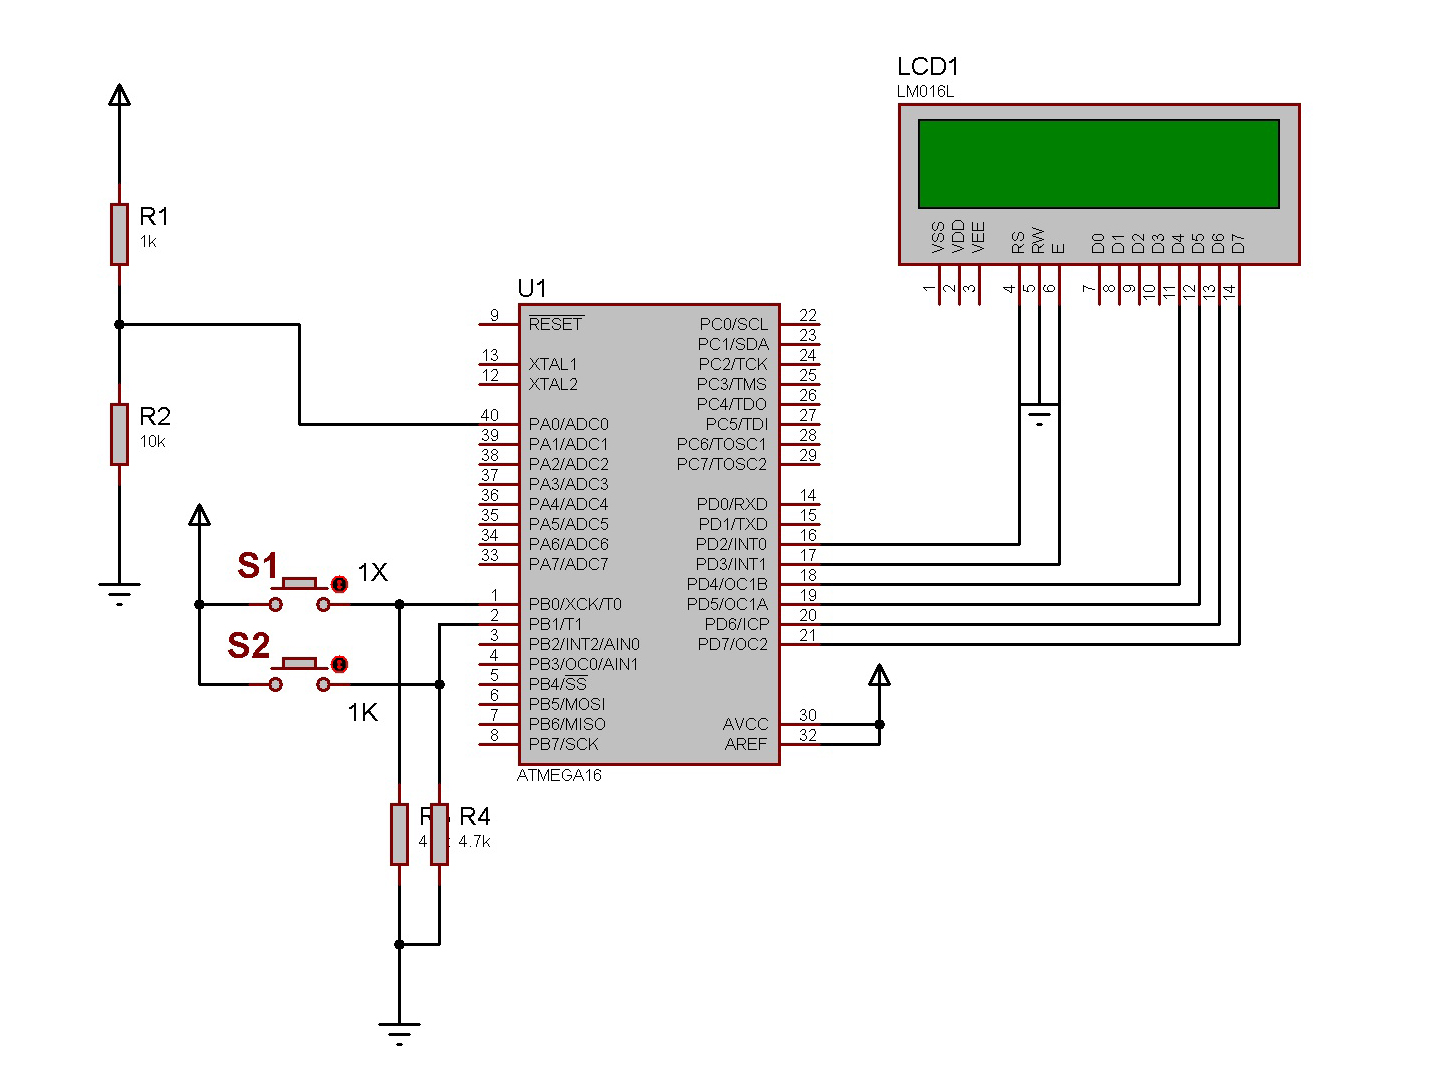 LCD1
LM016L
VSS
VDD
VEE
RS
RW
E
D0
D1
D2
D3
D4
D5
D6
D7
1
2
3
4
5
6
7
8
9
10
11
12
13
14
R1
1k
R2
10k
U1
9 RESET PC0/SCL 22
PC1/SDA 23
13 XTAL1 PC2/TCK 24
12 XTAL2 PC3/TMS 25
PC4/TDO 26
40 PA0/ADC0 PC5/TDI 27
39 PA1/ADC1 PC6/TOSC1 28
38 PA2/ADC2 PC7/TOSC2 29
37 PA3/ADC3
36 PA4/ADC4 PD0/RXD 14
35 PA5/ADC5 PD1/TXD 15
34 PA6/ADC6 PD2/INT0 16
33 PA7/ADC7 PD3/INT1 17
PD4/OC1B 18
1 PB0/XCK/T0 PD5/OC1A 19
2 PB1/T1 PD6/ICP 20
3 PB2/INT2/AIN0 PD7/OC2 21
4 PB3/OC0/AIN1
5 PB4/SS
6 PB5/MOSI
7 PB6/MISO AVCC 30
8 PB7/SCK AREF 32
ATMEGA16
S1
1X
S2
1K
R4
4.7k